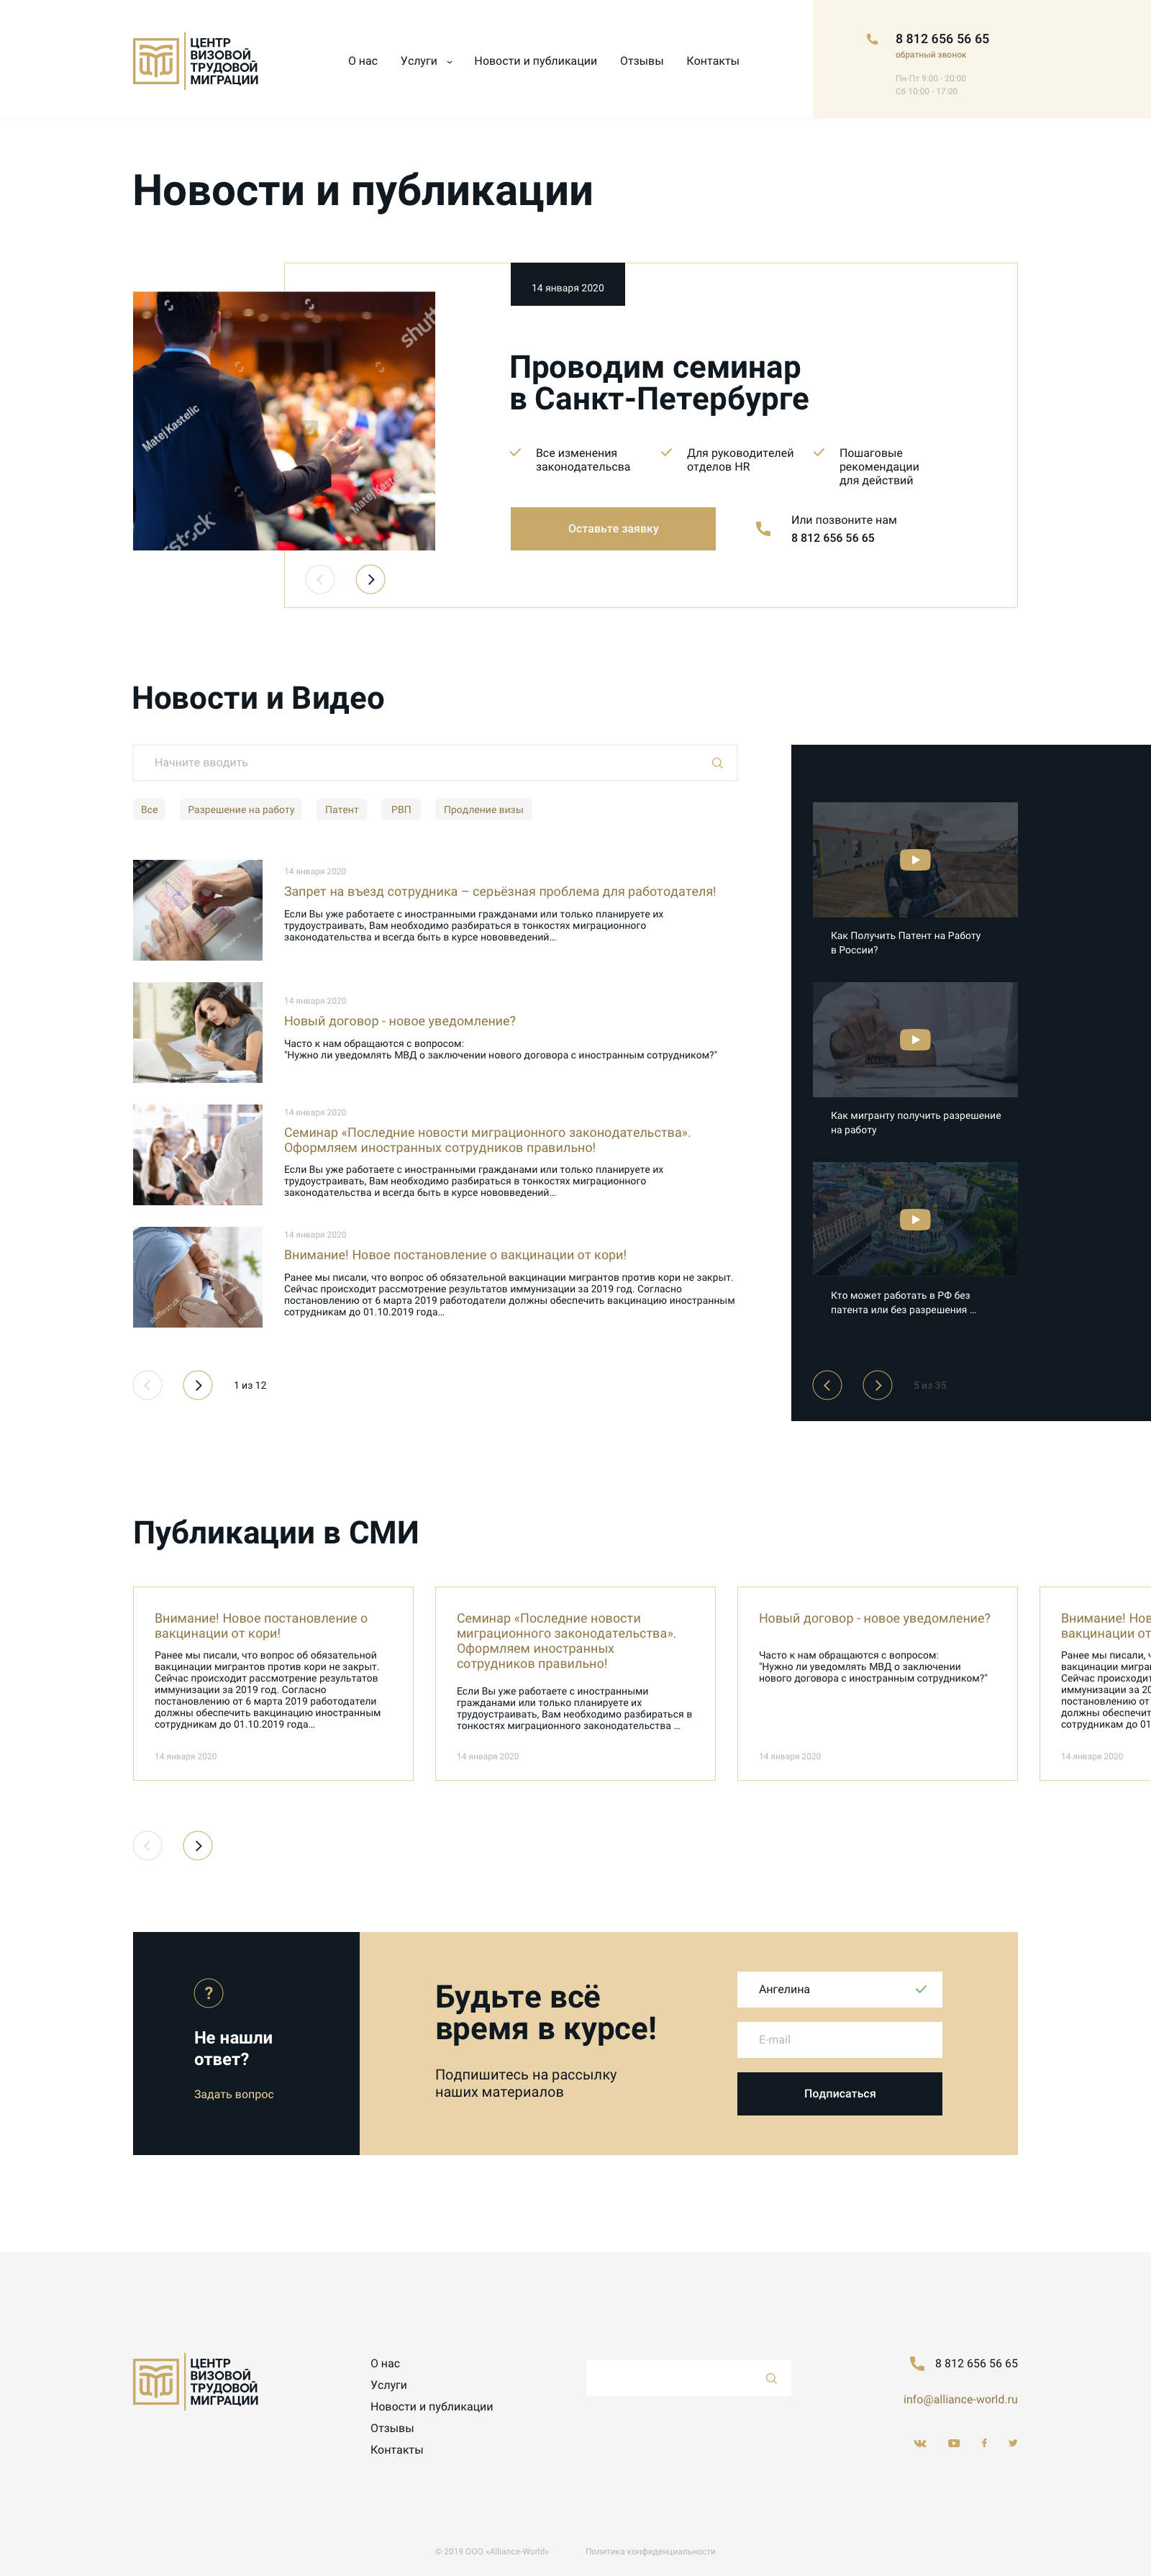 ЦЕНТР
ВИЗОВОЙ
ТРУДОВОЙ
МИГРАЦИИ
О нас
Услуги
Новости и публикации
Отзывы
Контакты
8 812 656 56 65
обратный звонок
Пн-Пт 9:00 - 20:00
Сб 10:00 - 17:00
Новости и публикации
14 января 2020
Matej Kastelic
Проводим семинар
в Санкт-Петербурге
Все изменения
законодательсва
Для руководителей
отделов HR
Пошаговые
рекомендации
для действий
Оставьте заявку
Или позвоните нам
8 812 656 56 65
Новости и Видео
Начните вводить
Все
Разрешение на работу
Патент
РВП
Продление визы
14 января 2020
Запрет на въезд сотрудника – серьёзная проблема для работодателя!
Если Вы уже работаете с иностранными гражданами или только планируете их
трудоустраивать, Вам необходимо разбираться в тонкостях миграционного
законодательства и всегда быть в курсе нововведений…
14 января 2020
Новый договор - новое уведомление?
Часто к нам обращаются с вопросом:
"Нужно ли уведомлять МВД о заключении нового договора с иностранным сотрудником?"
14 января 2020
Семинар «Последние новости миграционного законодательства».
Оформляем иностранных сотрудников правильно!
Если Вы уже работаете с иностранными гражданами или только планируете их
трудоустраивать, Вам необходимо разбираться в тонкостях миграционного
законодательства и всегда быть в курсе нововведений…
14 января 2020
Внимание! Новое постановление о вакцинации от кори!
Ранее мы писали, что вопрос об обязательной вакцинации мигрантов против кори не закрыт.
Сейчас происходит рассмотрение результатов иммунизации за 2019 год. Согласно
постановлению от 6 марта 2019 работодатели должны обеспечить вакцинацию иностранным
сотрудникам до 01.10.2019 года…
1 из 12
Как Получить Патент на Работу
в России?
Как мигранту получить разрешение
на работу
Кто может работать в РФ без
патента или без разрешения ...
5 из 35
Публикации в СМИ
Внимание! Новое постановление о
вакцинации от кори!
Ранее мы писали, что вопрос об обязательной
вакцинации мигрантов против кори не закрыт.
Сейчас происходит рассмотрение результатов
иммунизации за 2019 год. Согласно
постановлению от 6 марта 2019 работодатели
должны обеспечить вакцинацию иностранным
сотрудникам до 01.10.2019 года…
14 января 2020
Семинар «Последние новости
миграционного законодательства».
Оформляем иностранных
сотрудников правильно!
Если Вы уже работаете с иностранными
гражданами или только планируете их
трудоустраивать, Вам необходимо разбираться в
тонкостях миграционного законодательства ...
14 января 2020
Новый договор - новое уведомление?
Часто к нам обращаются с вопросом:
"Нужно ли уведомлять МВД о заключении
нового договора с иностранным сотрудником?"
14 января 2020
Внимание! Нов
вакцинации от
Ранее мы писали, ч
вакцинации мигра
Сейчас происходит
иммунизации за 20
постановлению от
должны обеспечит
сотрудникам до 01
14 января 2020
?
Не нашли
ответ?
Задать вопрос
Будьте всё
время в курсе!
Подпишитесь на рассылку
наших материалов
Ангелина
E-mail
Подписаться
ЦЕНТР
ВИЗОВОЙ
ТРУДОВОЙ
МИГРАЦИИ
О нас
Услуги
Новости и публикации
Отзывы
Контакты
8 812 656 56 65
info@alliance-world.ru
© 2019 ООО «Alliance-World»
Политика конфиденциальности